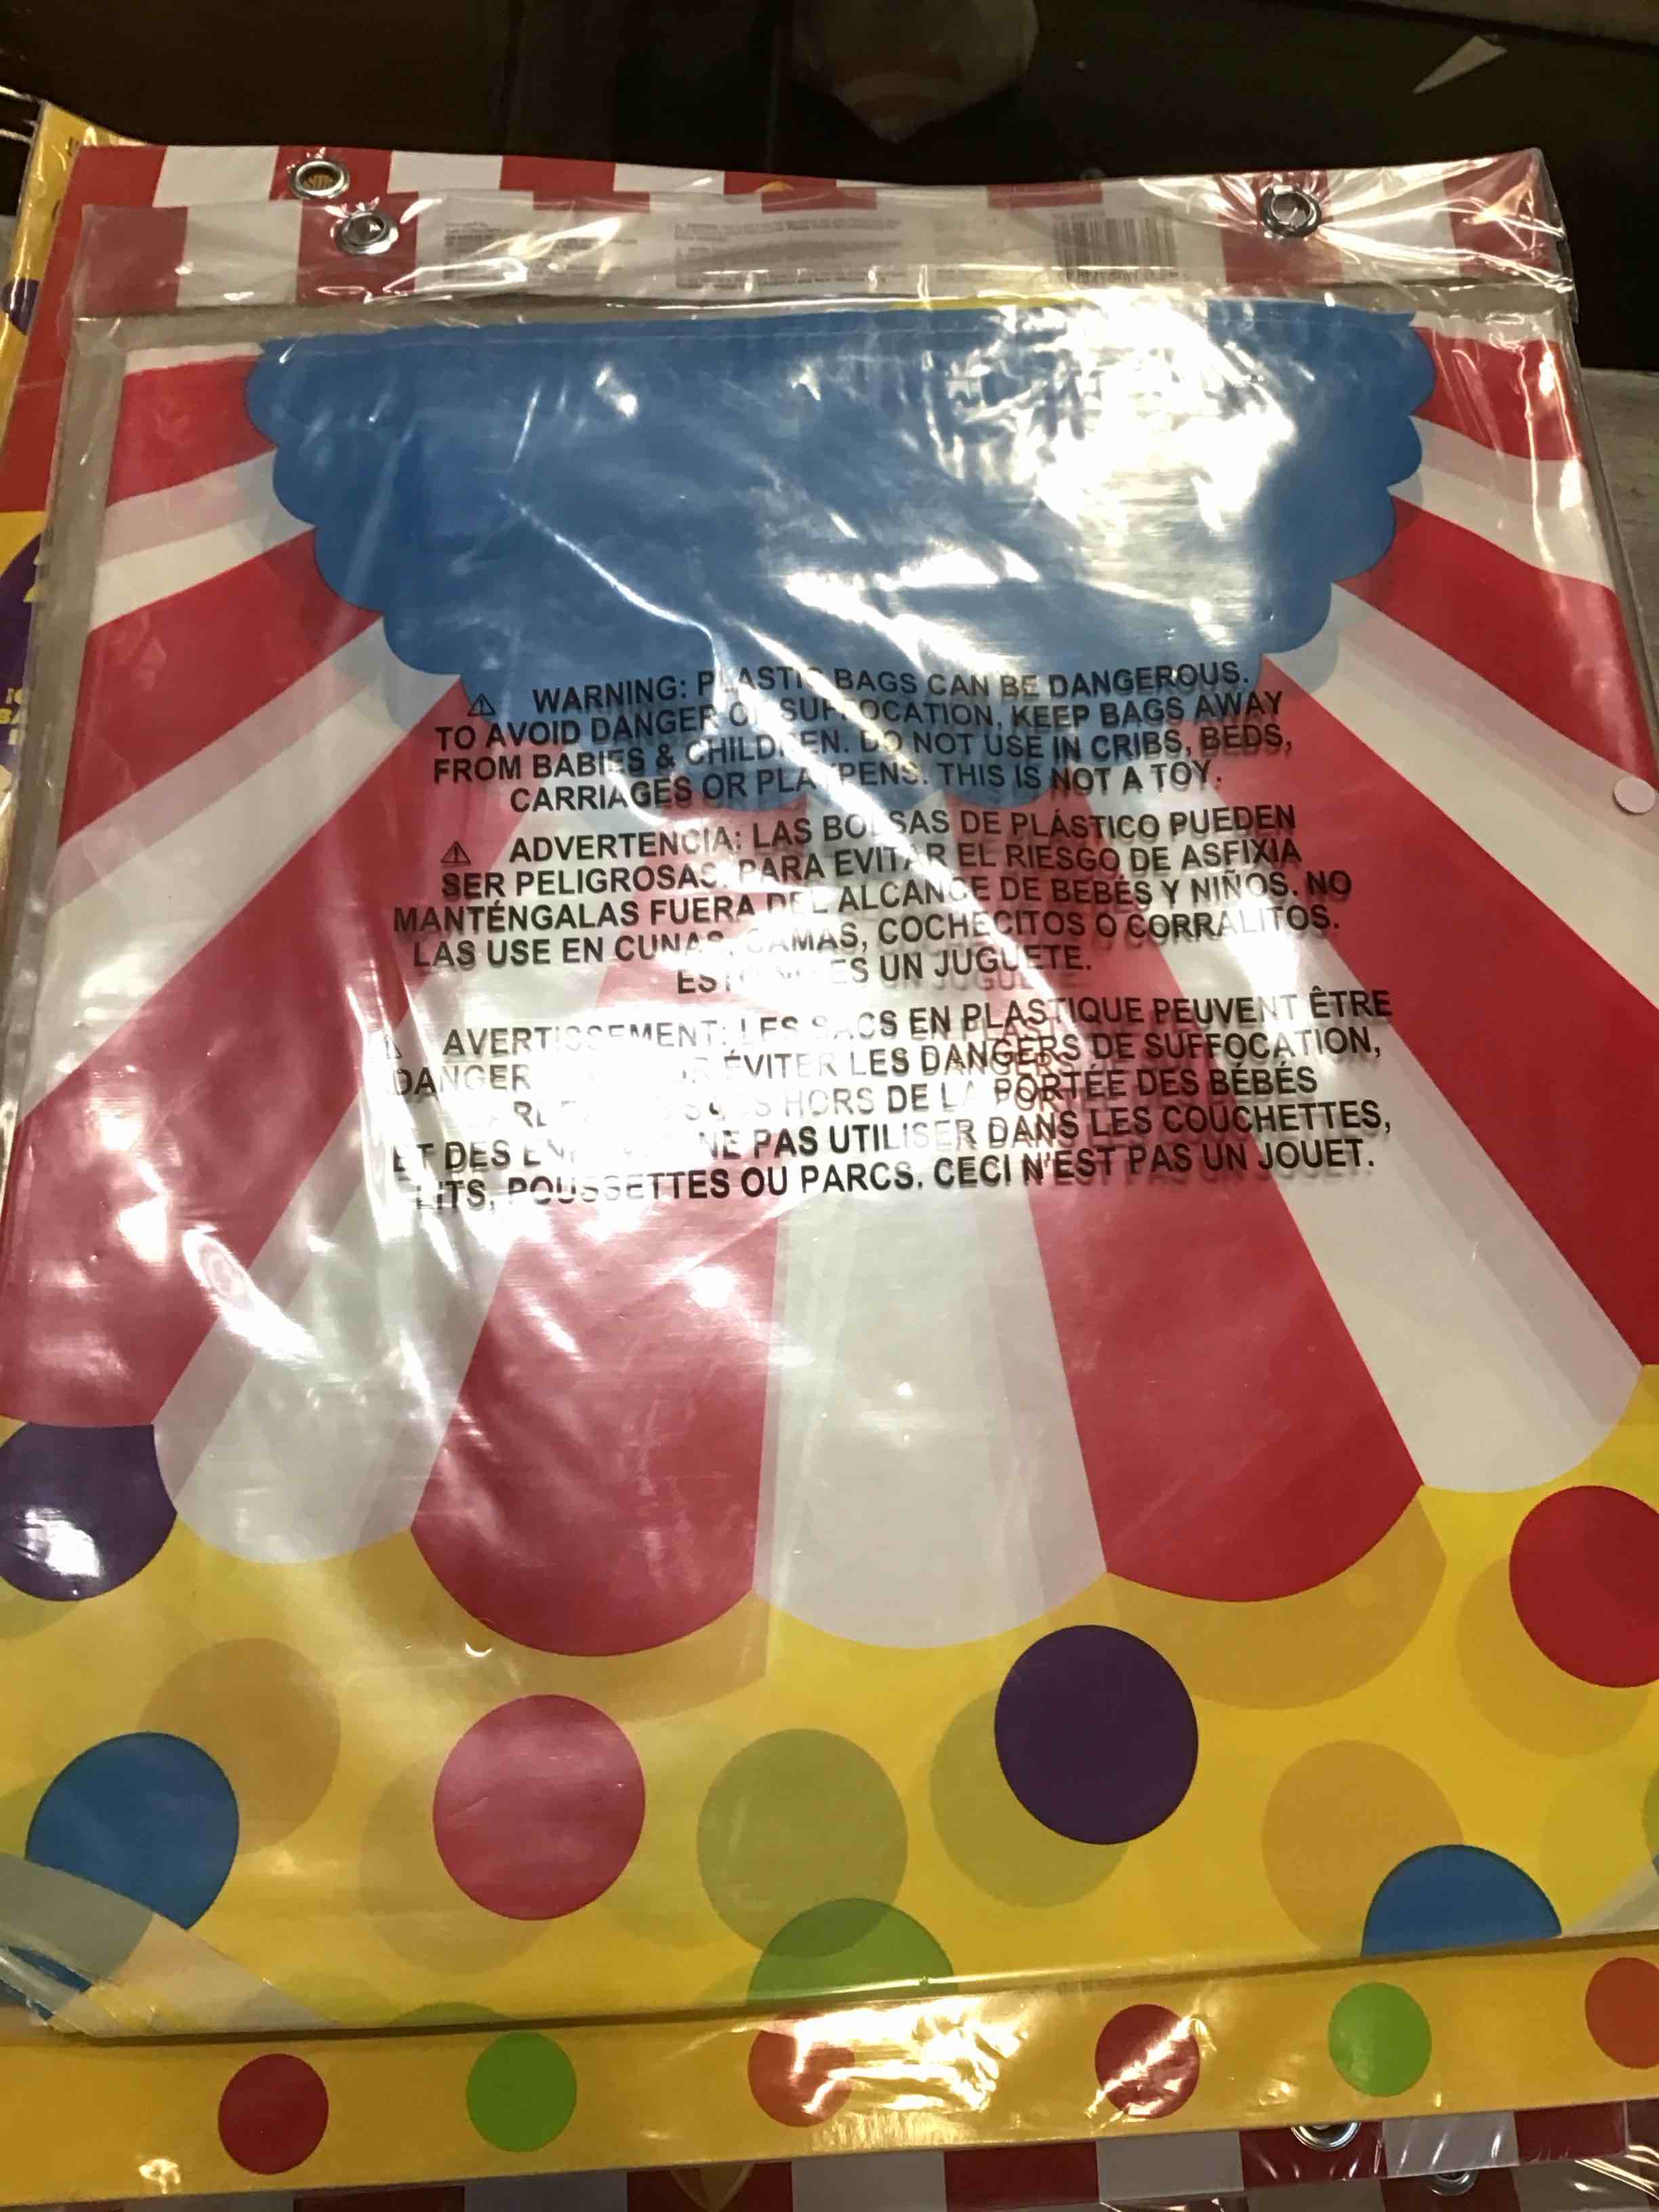 ⚠ WARNING: PLASTIC BAGS CAN BE DANGEROUS.
TO AVOID DANGER OF SUFFOCATION, KEEP BAGS AWAY
FROM BABIES & CHILDREN. DO NOT USE IN CRIBS, BEDS,
CARRIAGES OR PLAYPENS. THIS IS NOT A TOY.
⚠ ADVERTENCIA: LAS BOLSAS DE PLÁSTICO PUEDEN
SER PELIGROSAS. PARA EVITAR EL RIESGO DE ASFIXIA
MANTÉNGALAS FUERA DEL ALCANCE DE BEBÉS Y NIÑOS. NO
LAS USE EN CUNAS, CAMAS, COCHECITOS O CORRALITOS.
ES UN JUGUETE.
AVERTISSEMENT: LES SACS EN PLASTIQUE PEUVENT ÊTRE
ÉVITER LES DANGERS DE SUFFOCATION,
HORS DE LA PORTÉE DES BÉBÉS
ET DES NE PAS UTILISER DANS LES COUCHETTES,
LITS, POUSSETTES OU PARCS. CECI N'EST PAS UN JOUET.